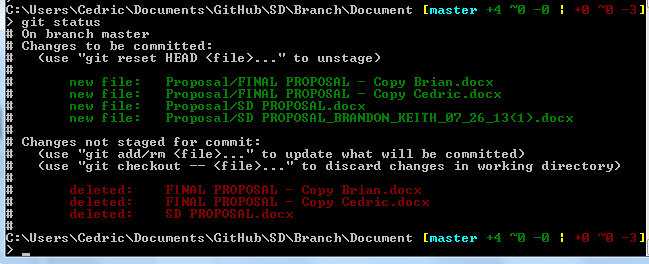 C:\Users\Cedric\Documents\GitHub\SD\Branch\Document [master +4 ~0 -0 | +0 ~0 -3]
> git status
# On branch master
# Changes to be committed:
#   (use "git reset HEAD <file>..." to unstage)
#
#       new file:   Proposal/FINAL PROPOSAL - Copy Brian.docx
#       new file:   Proposal/FINAL PROPOSAL - Copy Cedric.docx
#       new file:   Proposal/SD PROPOSAL.docx
#       new file:   Proposal/SD PROPOSAL_BRANDON_KEITH_07_26_13(1).docx
#
# Changes not staged for commit:
#   (use "git add/rm <file>..." to update what will be committed)
#   (use "git checkout -- <file>..." to discard changes in working directory)
#
#       deleted:    FINAL PROPOSAL - Copy Brian.docx
#       deleted:    FINAL PROPOSAL - Copy Cedric.docx
#       deleted:    SD PROPOSAL.docx
#
C:\Users\Cedric\Documents\GitHub\SD\Branch\Document [master +4 ~0 -0 | +0 ~0 -3]
> _